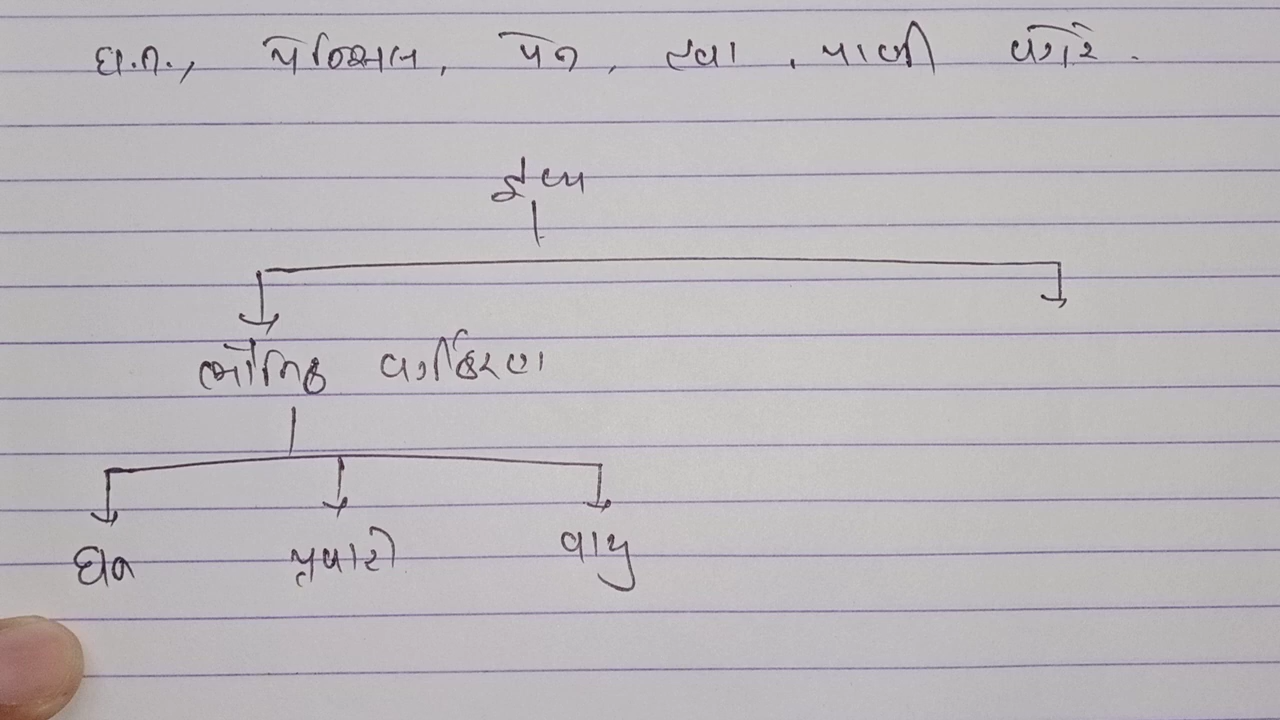 દા.ત., પેન્સિલ, પેન, હવા, પાણી વગેરે.
દ્રવ્ય
ભૌતિક વર્ગીકરણ
ઘન પ્રવાહી વાયુ